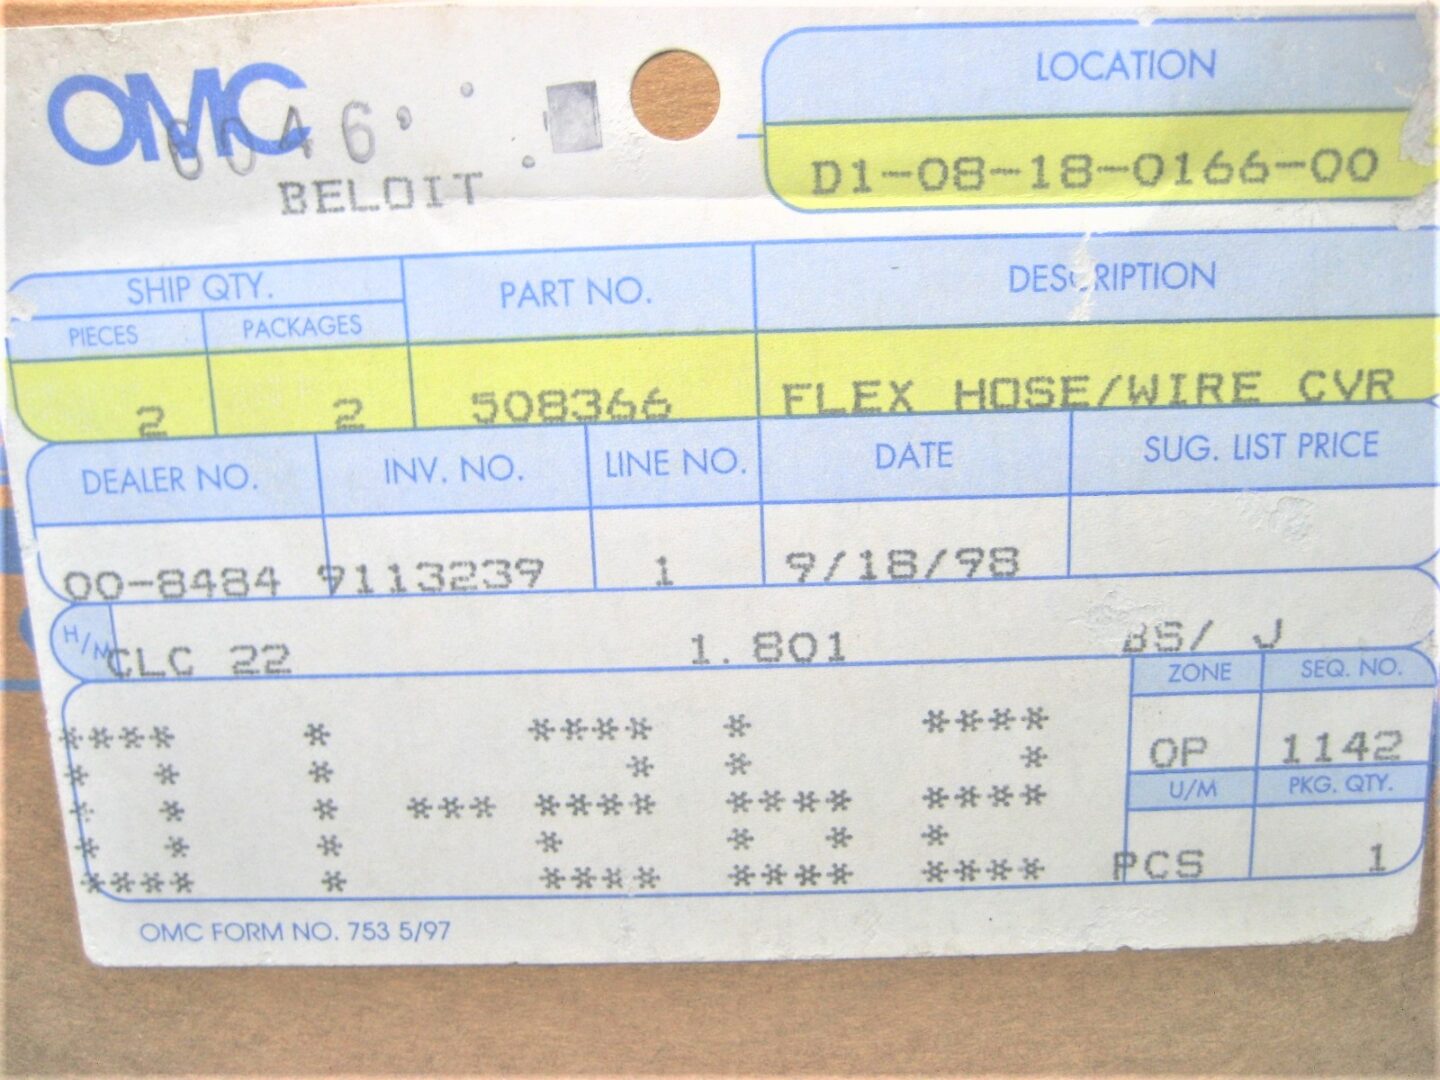 OMC
6046
BELOIT
LOCATION
D1-08-18-0166-00
SHIP QTY.
PIECES PACKAGES
PART NO.
DESCRIPTION
2 2 508366 FLEX HOSE/WIRE CVR
DEALER NO. INV. NO. LINE NO. DATE SUG. LIST PRICE
00-8484 9113239 1 9/18/98
H/M CLC 22 1.801 BS/ J
ZONE SEQ. NO.
OP 1142
U/M PKG. QTY.
PCS 1
**** * **** * ****
* * * * * *
* * * *** **** **** ****
* * * * * * *
**** * **** **** ****
OMC FORM NO. 753 5/97